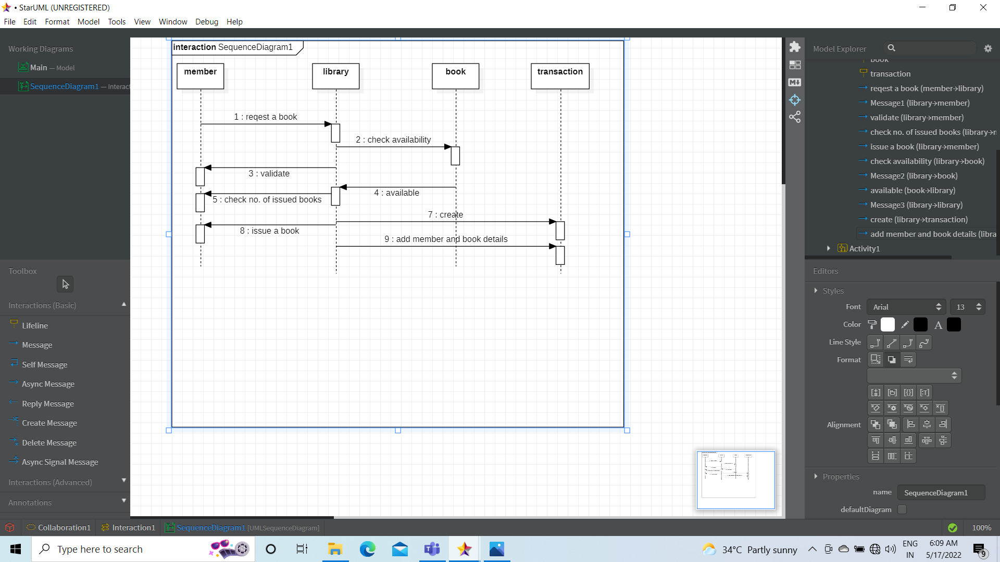 • StarUML (UNREGISTERED)
File Edit Format Model Tools View Window Debug Help
Working Diagrams
Main — Model
SequenceDiagram1 — Interact
Toolbox
Interactions (Basic)
Lifeline
Message
Self Message
Async Message
Reply Message
Create Message
Delete Message
Async Signal Message
Interactions (Advanced)
Annotations
interaction SequenceDiagram1
member library book transaction
1 : reqest a book
2 : check availability
3 : validate
4 : available
5 : check no. of issued books
7 : create
8 : issue a book
9 : add member and book details
Model Explorer
book
transaction
reqest a book (member→library)
Message1 (library→member)
validate (library→member)
check no. of issued books (library→m
issue a book (library→member)
check availability (library→book)
Message2 (library→book)
available (book→library)
Message3 (library→library)
create (library→transaction)
add member and book details (libra
Activity1
Editors
Styles
Font Arial 13
Color A
Line Style
Format
Alignment
Properties
name SequenceDiagram1
defaultDiagram
Collaboration1 Interaction1 SequenceDiagram1 [UMLSequenceDiagram] 100%
Type here to search
34°C Partly sunny
ENG
IN
6:09 AM
5/17/2022
9